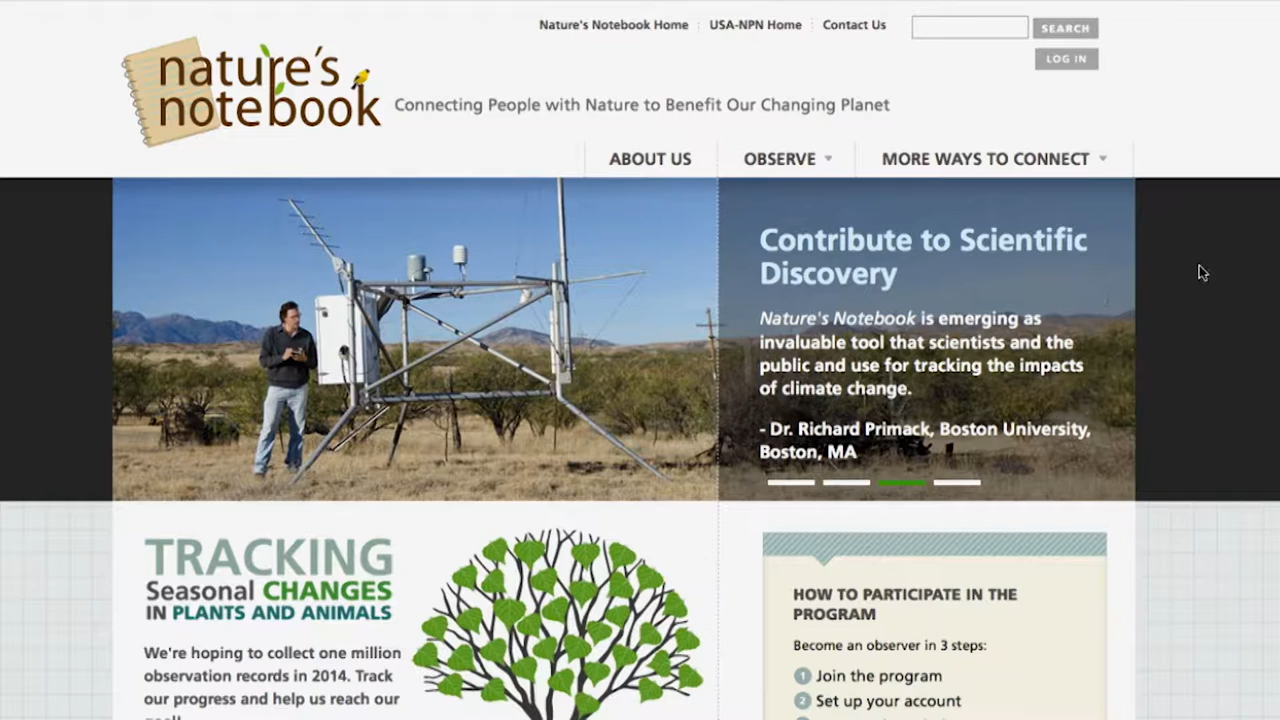 Nature's Notebook Home
USA-NPN Home
Contact Us
SEARCH
LOG IN
nature's
notebook
Connecting People with Nature to Benefit Our Changing Planet
ABOUT US
OBSERVE
MORE WAYS TO CONNECT
Contribute to Scientific
Discovery
Nature's Notebook is emerging as
invaluable tool that scientists and the
public and use for tracking the impacts
of climate change.
- Dr. Richard Primack, Boston University,
Boston, MA
TRACKING
Seasonal CHANGES
IN PLANTS AND ANIMALS
We're hoping to collect one million
observation records in 2014. Track
our progress and help us reach our
HOW TO PARTICIPATE IN THE
PROGRAM
Become an observer in 3 steps:
1 Join the program
2 Set up your account